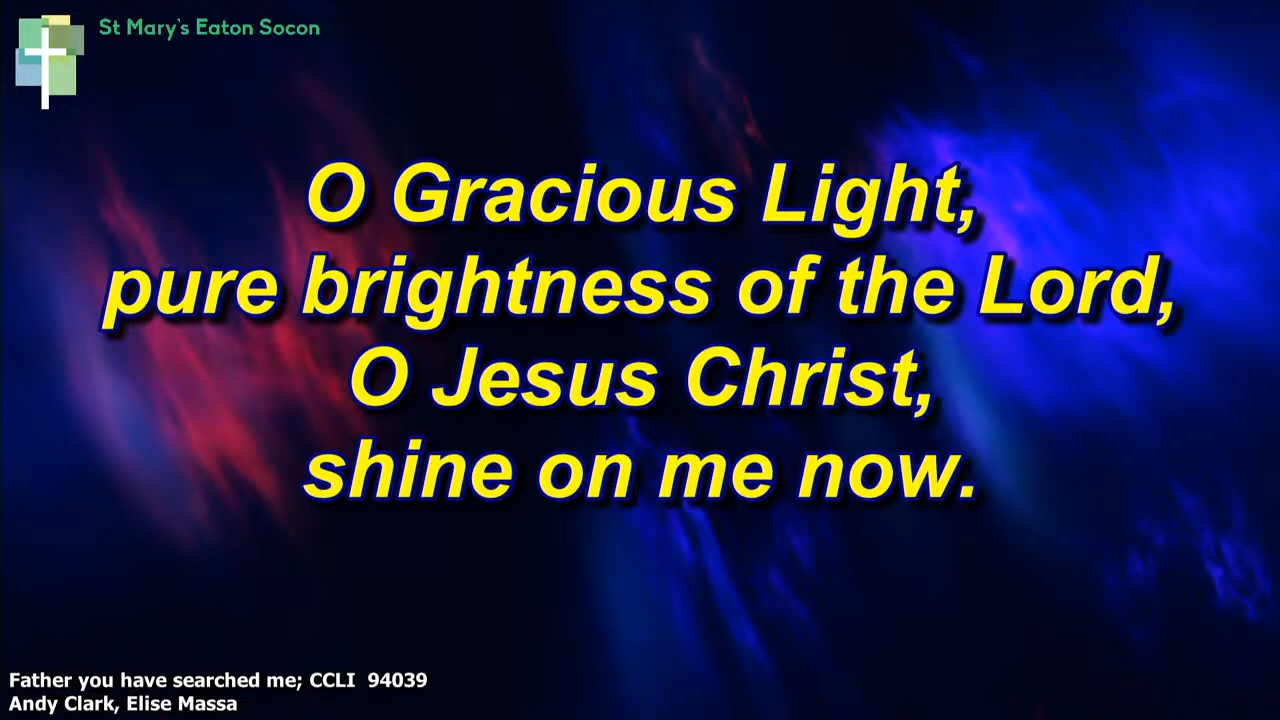 St Mary's Eaton Socon
O Gracious Light,
pure brightness of the Lord,
O Jesus Christ,
shine on me now.
Father you have searched me; CCLI  94039
Andy Clark, Elise Massa